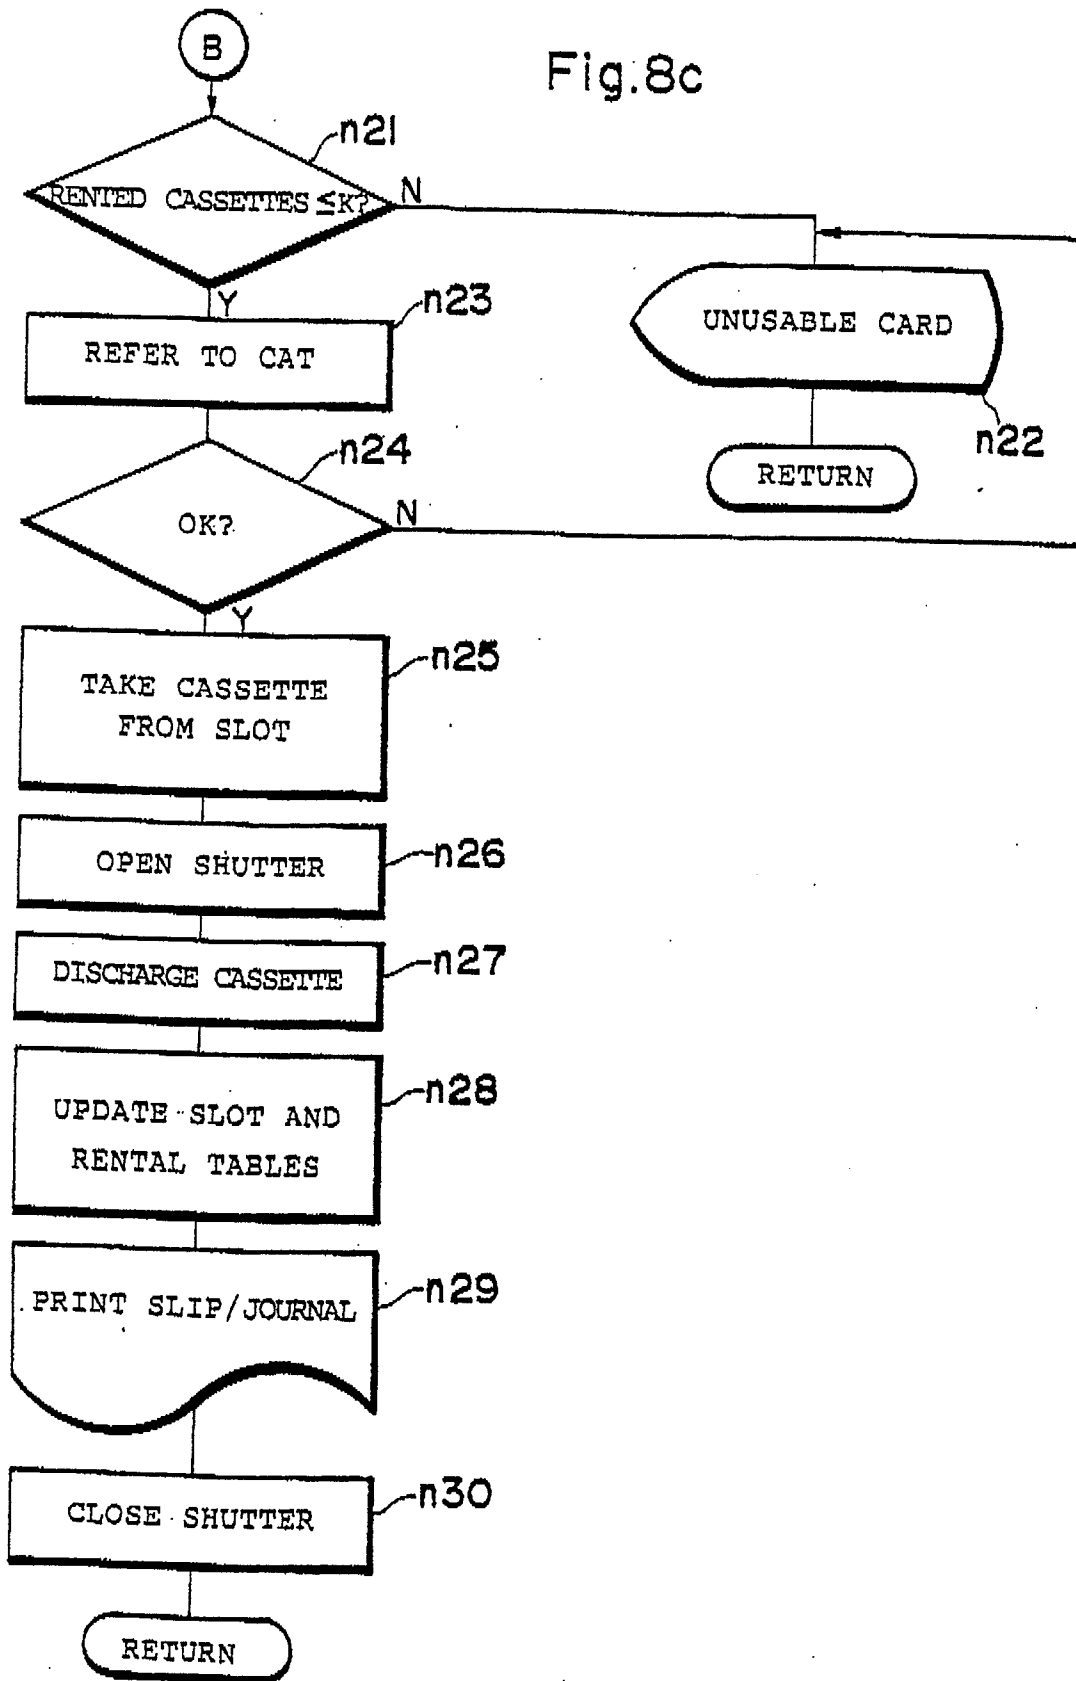 B
Fig.8c
n21
RENTED CASSETTES ≤K?
N
Y
n23
REFER TO CAT
UNUSABLE CARD
n22
RETURN
n24
OK?
N
Y
n25
TAKE CASSETTE
FROM SLOT
n26
OPEN SHUTTER
n27
DISCHARGE CASSETTE
n28
UPDATE SLOT AND
RENTAL TABLES
n29
PRINT SLIP/JOURNAL
n30
CLOSE SHUTTER
RETURN